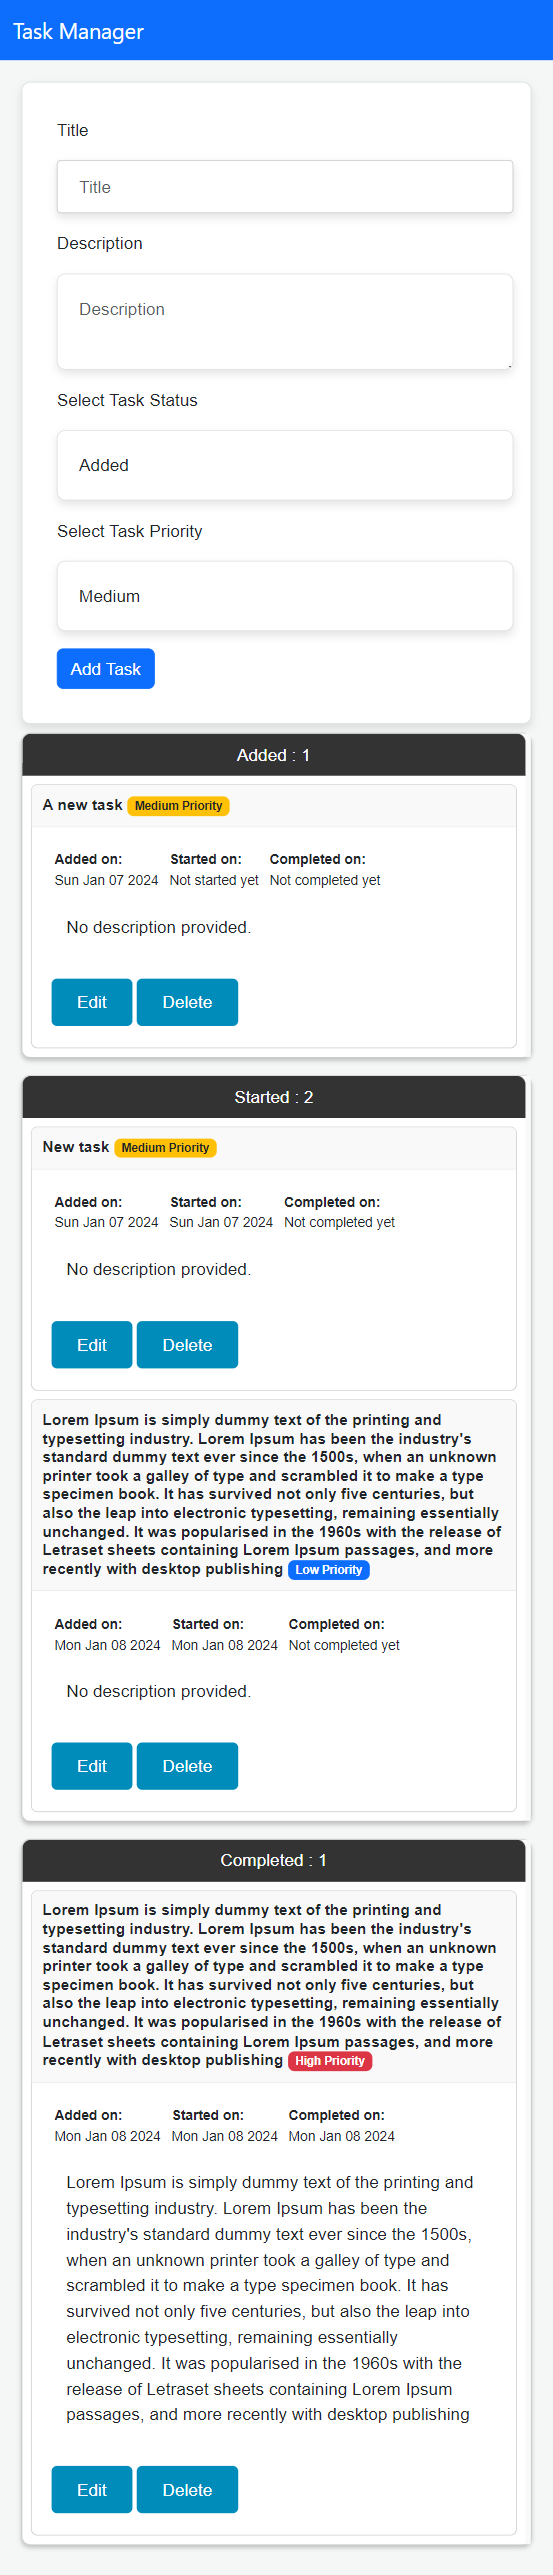 Task Manager
Title
Title
Description
Description
Select Task Status
Added
Select Task Priority
Medium
Add Task
Added : 1
A new task Medium Priority
Added on: Started on: Completed on:
Sun Jan 07 2024 Not started yet Not completed yet
No description provided.
Edit Delete
Started : 2
New task Medium Priority
Added on: Started on: Completed on:
Sun Jan 07 2024 Sun Jan 07 2024 Not completed yet
No description provided.
Edit Delete
Lorem Ipsum is simply dummy text of the printing and
typesetting industry. Lorem Ipsum has been the industry's
standard dummy text ever since the 1500s, when an unknown
printer took a galley of type and scrambled it to make a type
specimen book. It has survived not only five centuries, but
also the leap into electronic typesetting, remaining essentially
unchanged. It was popularised in the 1960s with the release of
Letraset sheets containing Lorem Ipsum passages, and more
recently with desktop publishing Low Priority
Added on: Started on: Completed on:
Mon Jan 08 2024 Mon Jan 08 2024 Not completed yet
No description provided.
Edit Delete
Completed : 1
Lorem Ipsum is simply dummy text of the printing and
typesetting industry. Lorem Ipsum has been the industry's
standard dummy text ever since the 1500s, when an unknown
printer took a galley of type and scrambled it to make a type
specimen book. It has survived not only five centuries, but
also the leap into electronic typesetting, remaining essentially
unchanged. It was popularised in the 1960s with the release of
Letraset sheets containing Lorem Ipsum passages, and more
recently with desktop publishing High Priority
Added on: Started on: Completed on:
Mon Jan 08 2024 Mon Jan 08 2024 Mon Jan 08 2024
Lorem Ipsum is simply dummy text of the printing and
typesetting industry. Lorem Ipsum has been the
industry's standard dummy text ever since the 1500s,
when an unknown printer took a galley of type and
scrambled it to make a type specimen book. It has
survived not only five centuries, but also the leap into
electronic typesetting, remaining essentially
unchanged. It was popularised in the 1960s with the
release of Letraset sheets containing Lorem Ipsum
passages, and more recently with desktop publishing
Edit Delete